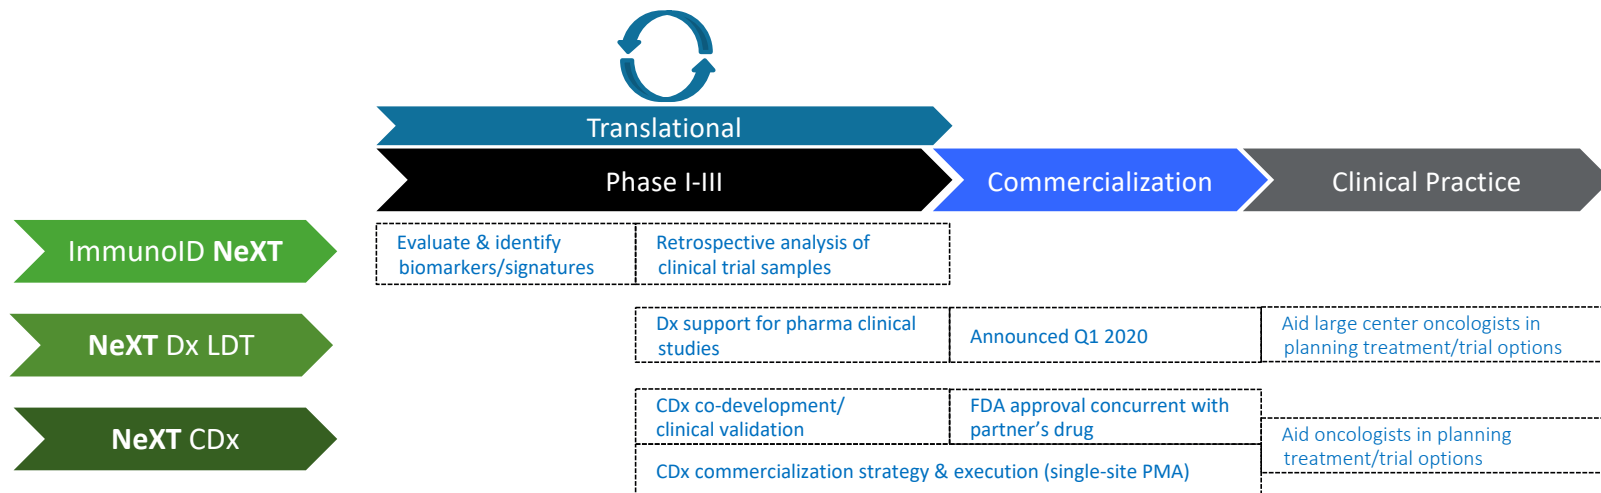 Translational
Phase I-III
Commercialization
Clinical Practice
ImmunoID NeXT
Evaluate & identify
biomarkers/signatures
Retrospective analysis of
clinical trial samples
NeXT Dx LDT
Dx support for pharma clinical
studies
Announced Q1 2020
Aid large center oncologists in
planning treatment/trial options
NeXT CDx
CDx co-development/
clinical validation
FDA approval concurrent with
partner’s drug
Aid oncologists in planning
treatment/trial options
CDx commercialization strategy & execution (single-site PMA)